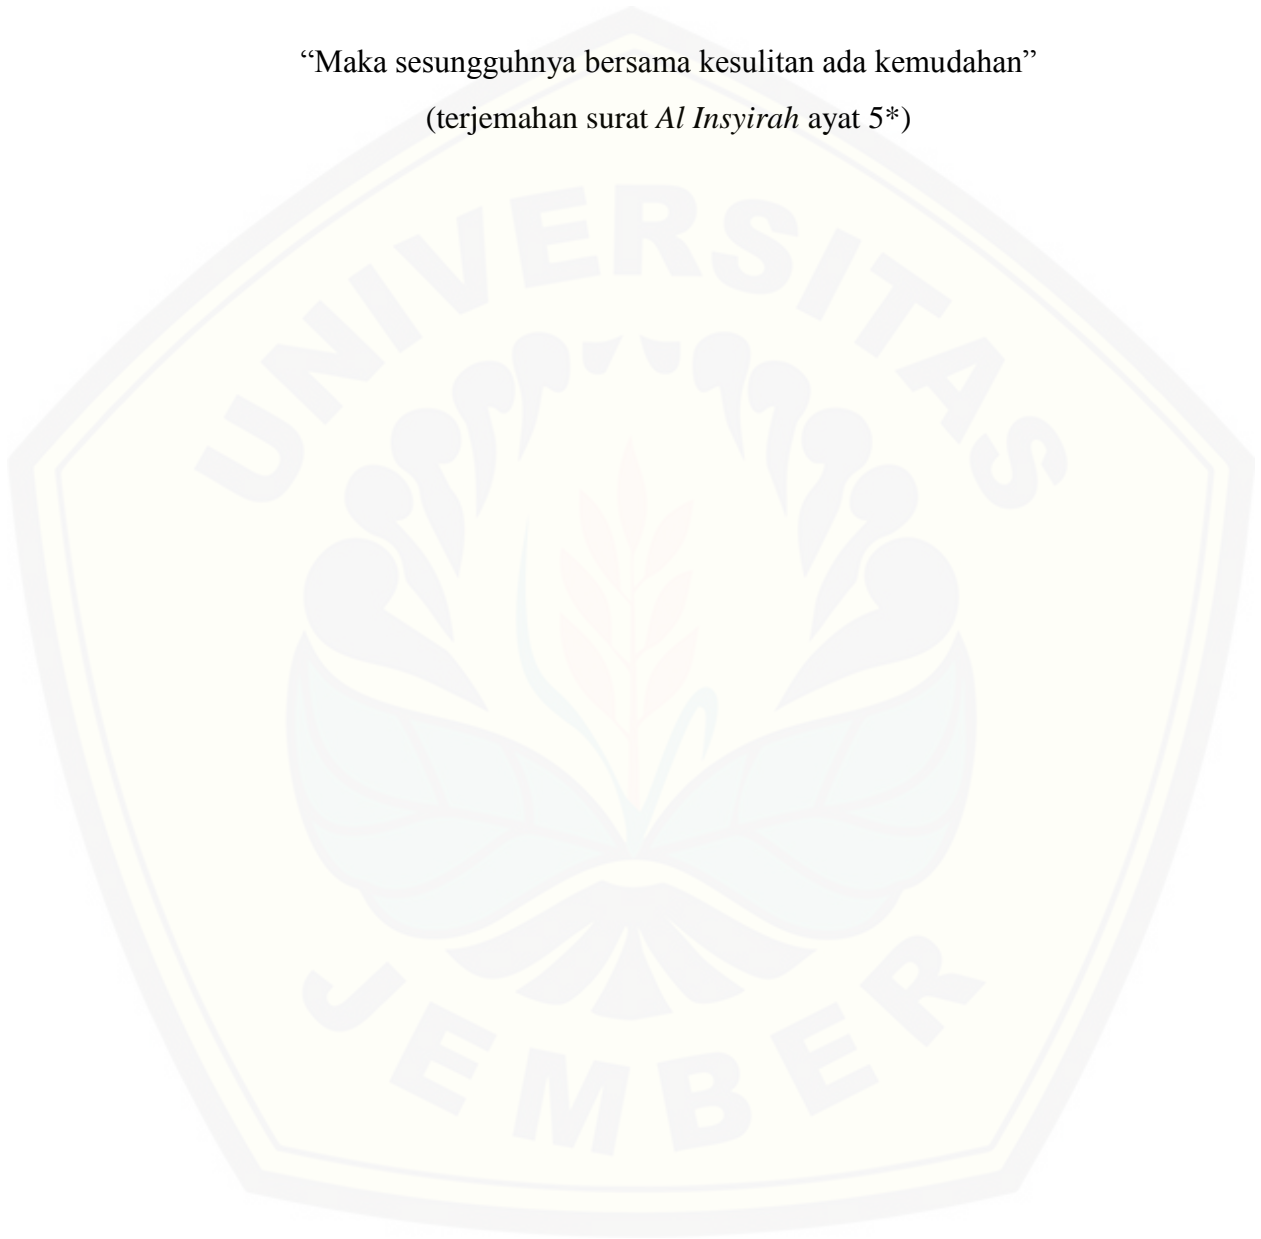 “Maka sesungguhnya bersama kesulitan ada kemudahan”
(terjemahan surat Al Insyirah ayat 5*)
UNIVERSITAS
JEMBER